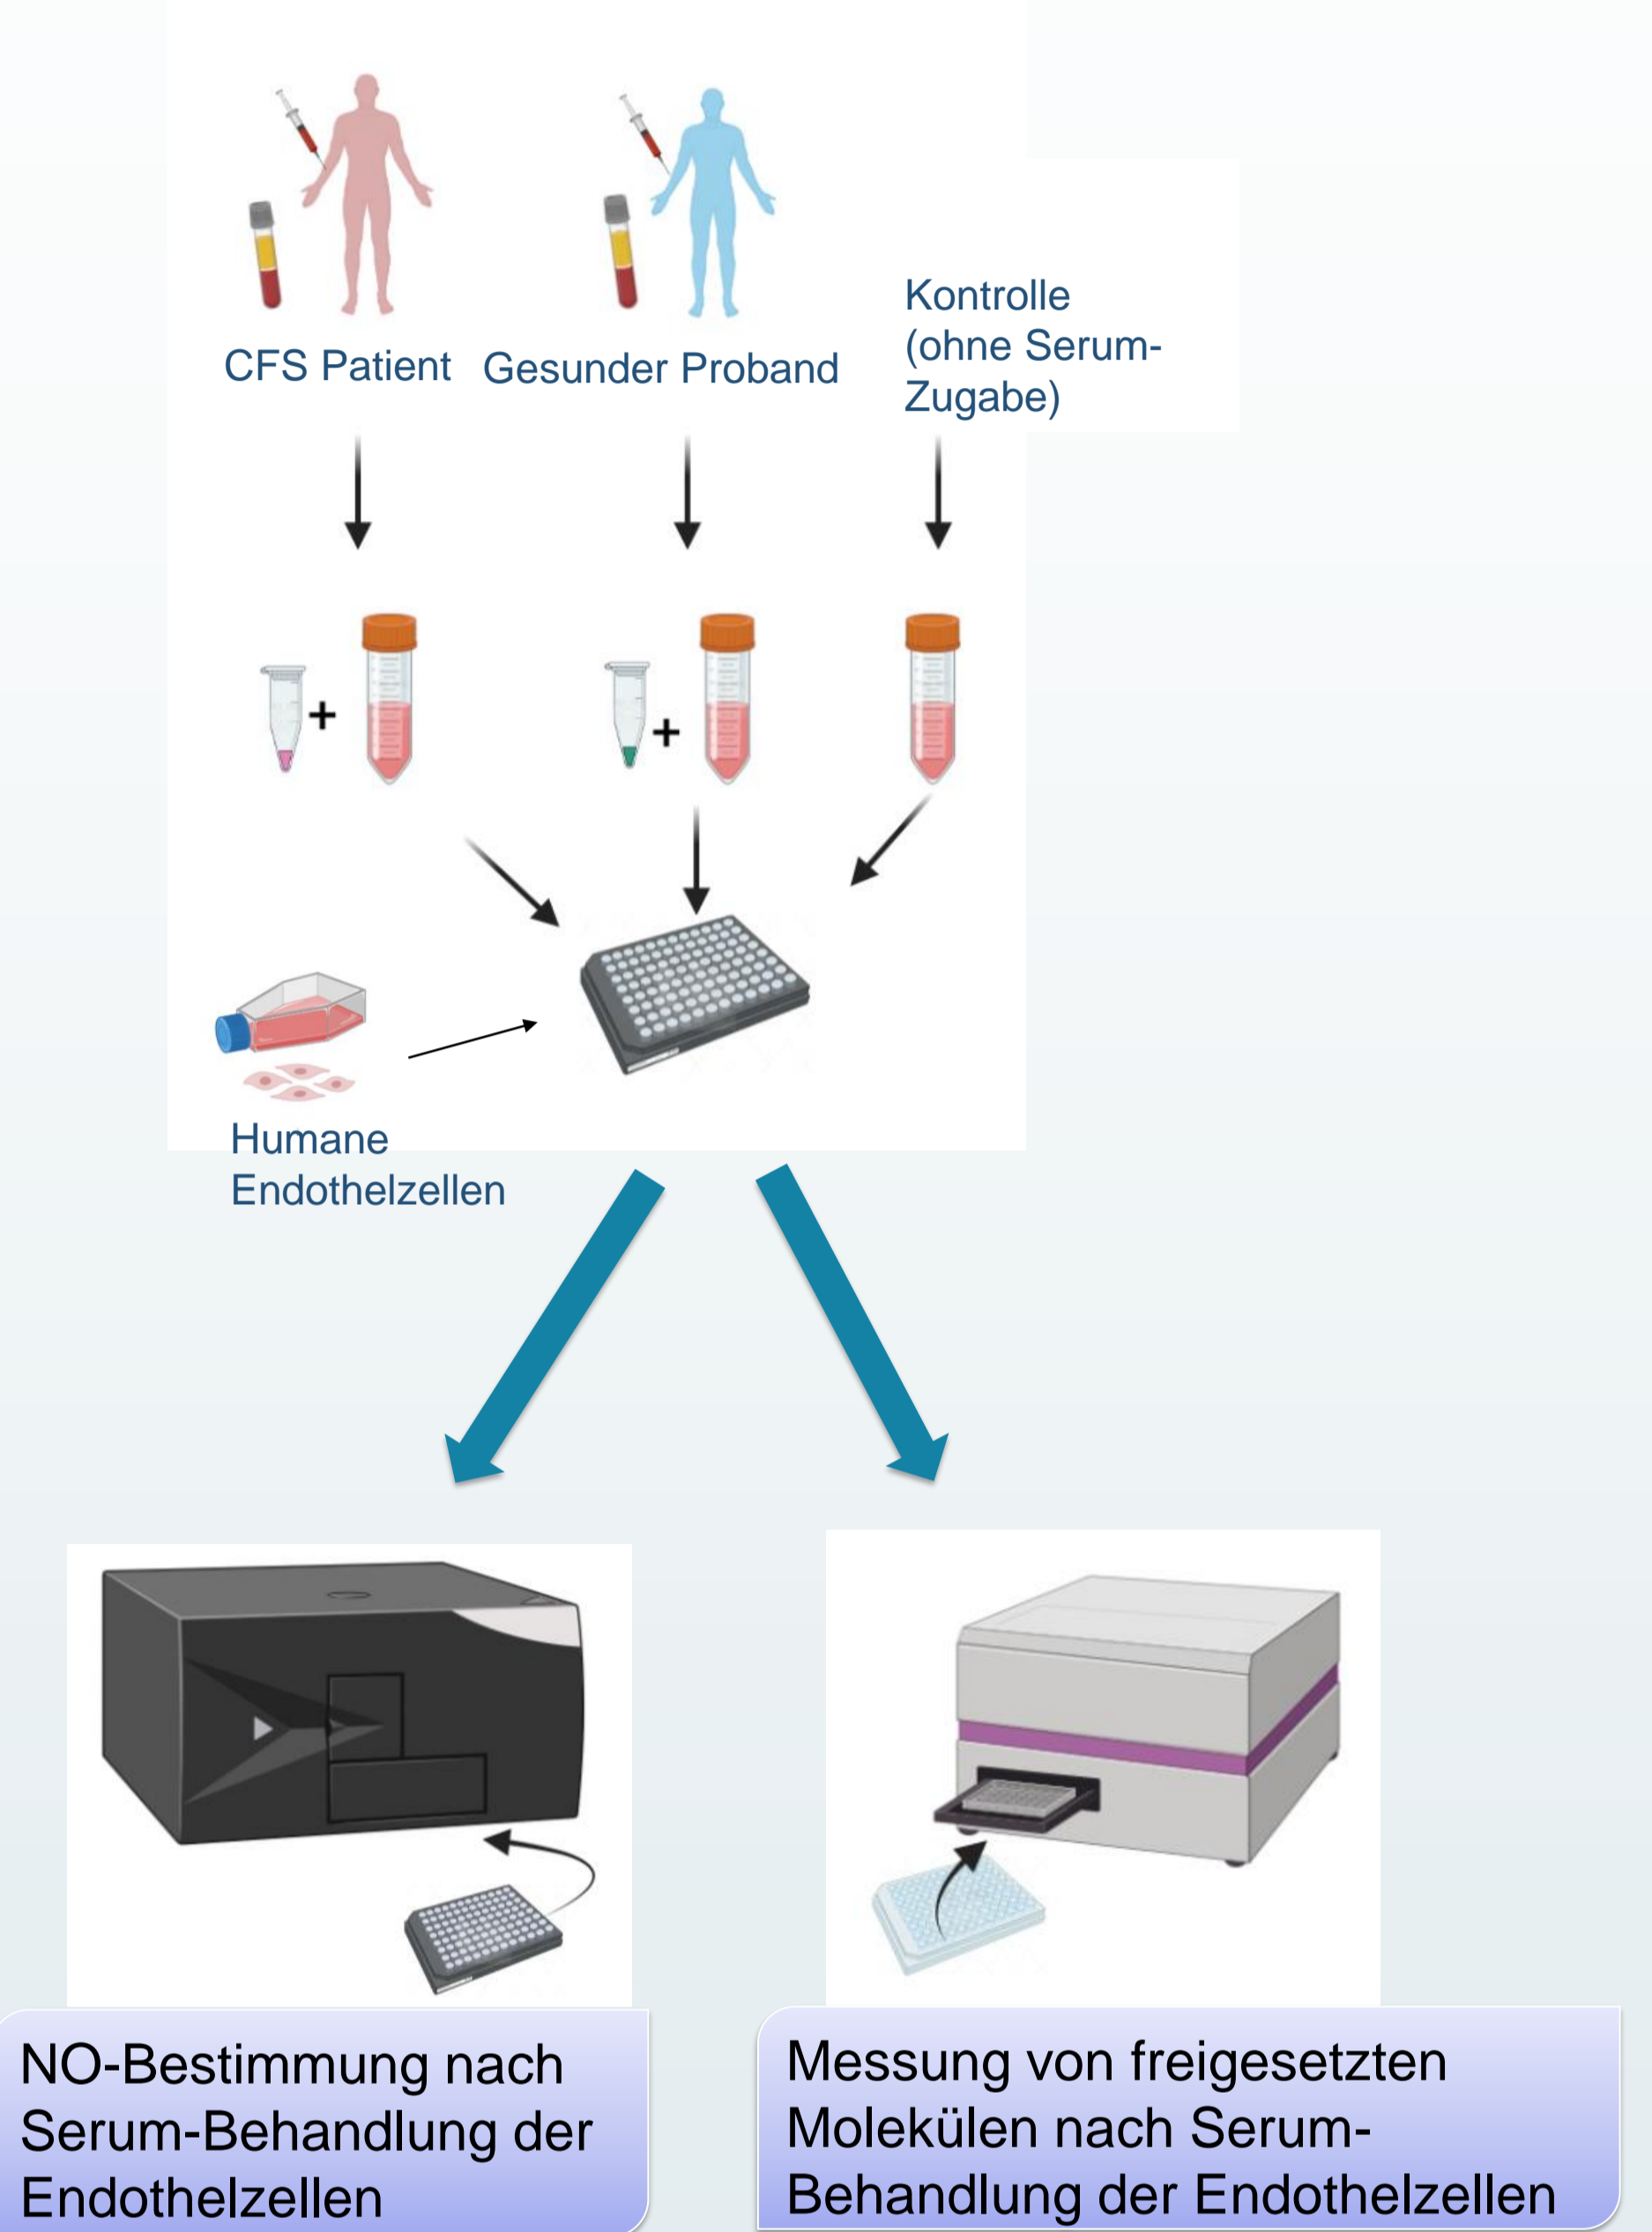 CFS Patient
Gesunder Proband
Kontrolle
(ohne Serum-
Zugabe)
+
+
Humane
Endothelzellen
NO-Bestimmung nach
Serum-Behandlung der
Endothelzellen
Messung von freigesetzten
Molekülen nach Serum-
Behandlung der Endothelzellen